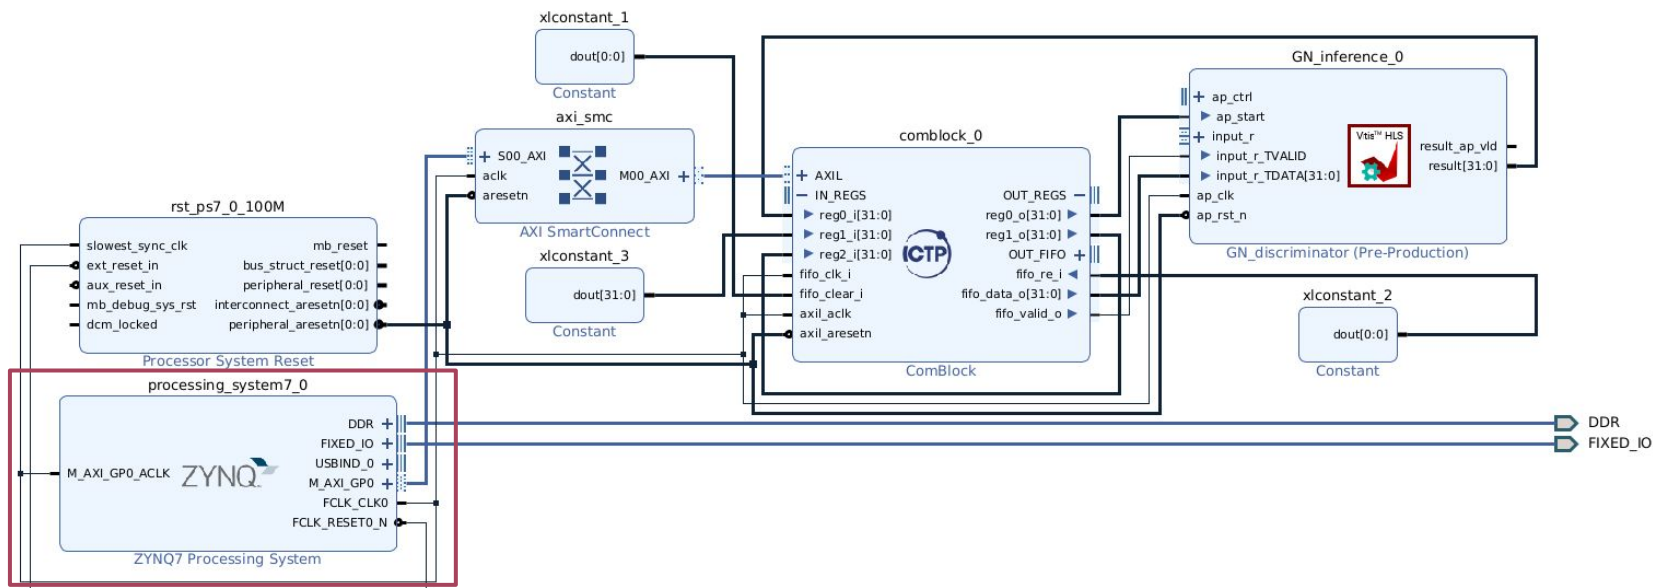 xlconstant_1
dout[0:0]
Constant
axi_smc
S00_AXI
aclk
aresetn
M00_AXI
AXI SmartConnect
xlconstant_3
dout[31:0]
Constant
rst_ps7_0_100M
slowest_sync_clk
ext_reset_in
aux_reset_in
mb_debug_sys_rst
dcm_locked
mb_reset
bus_struct_reset[0:0]
peripheral_reset[0:0]
interconnect_aresetn[0:0]
peripheral_aresetn[0:0]
Processor System Reset
processing_system7_0
M_AXI_GP0_ACLK
ZYNQ
DDR
FIXED_IO
USBIND_0
M_AXI_GP0
FCLK_CLK0
FCLK_RESET0_N
ZYNQ7 Processing System
comblock_0
AXIL
IN_REGS
reg0_i[31:0]
reg1_i[31:0]
reg2_i[31:0]
fifo_clk_i
fifo_clear_i
axil_aclk
axil_aresetn
ICTP
OUT_REGS
reg0_o[31:0]
reg1_o[31:0]
OUT_FIFO
fifo_re_i
fifo_data_o[31:0]
fifo_valid_o
ComBlock
GN_inference_0
ap_ctrl
ap_start
input_r
input_r_TVALID
input_r_TDATA[31:0]
ap_clk
ap_rst_n
Vitis™ HLS
result_ap_vld
result[31:0]
GN_discriminator (Pre-Production)
xlconstant_2
dout[0:0]
Constant
DDR
FIXED_IO